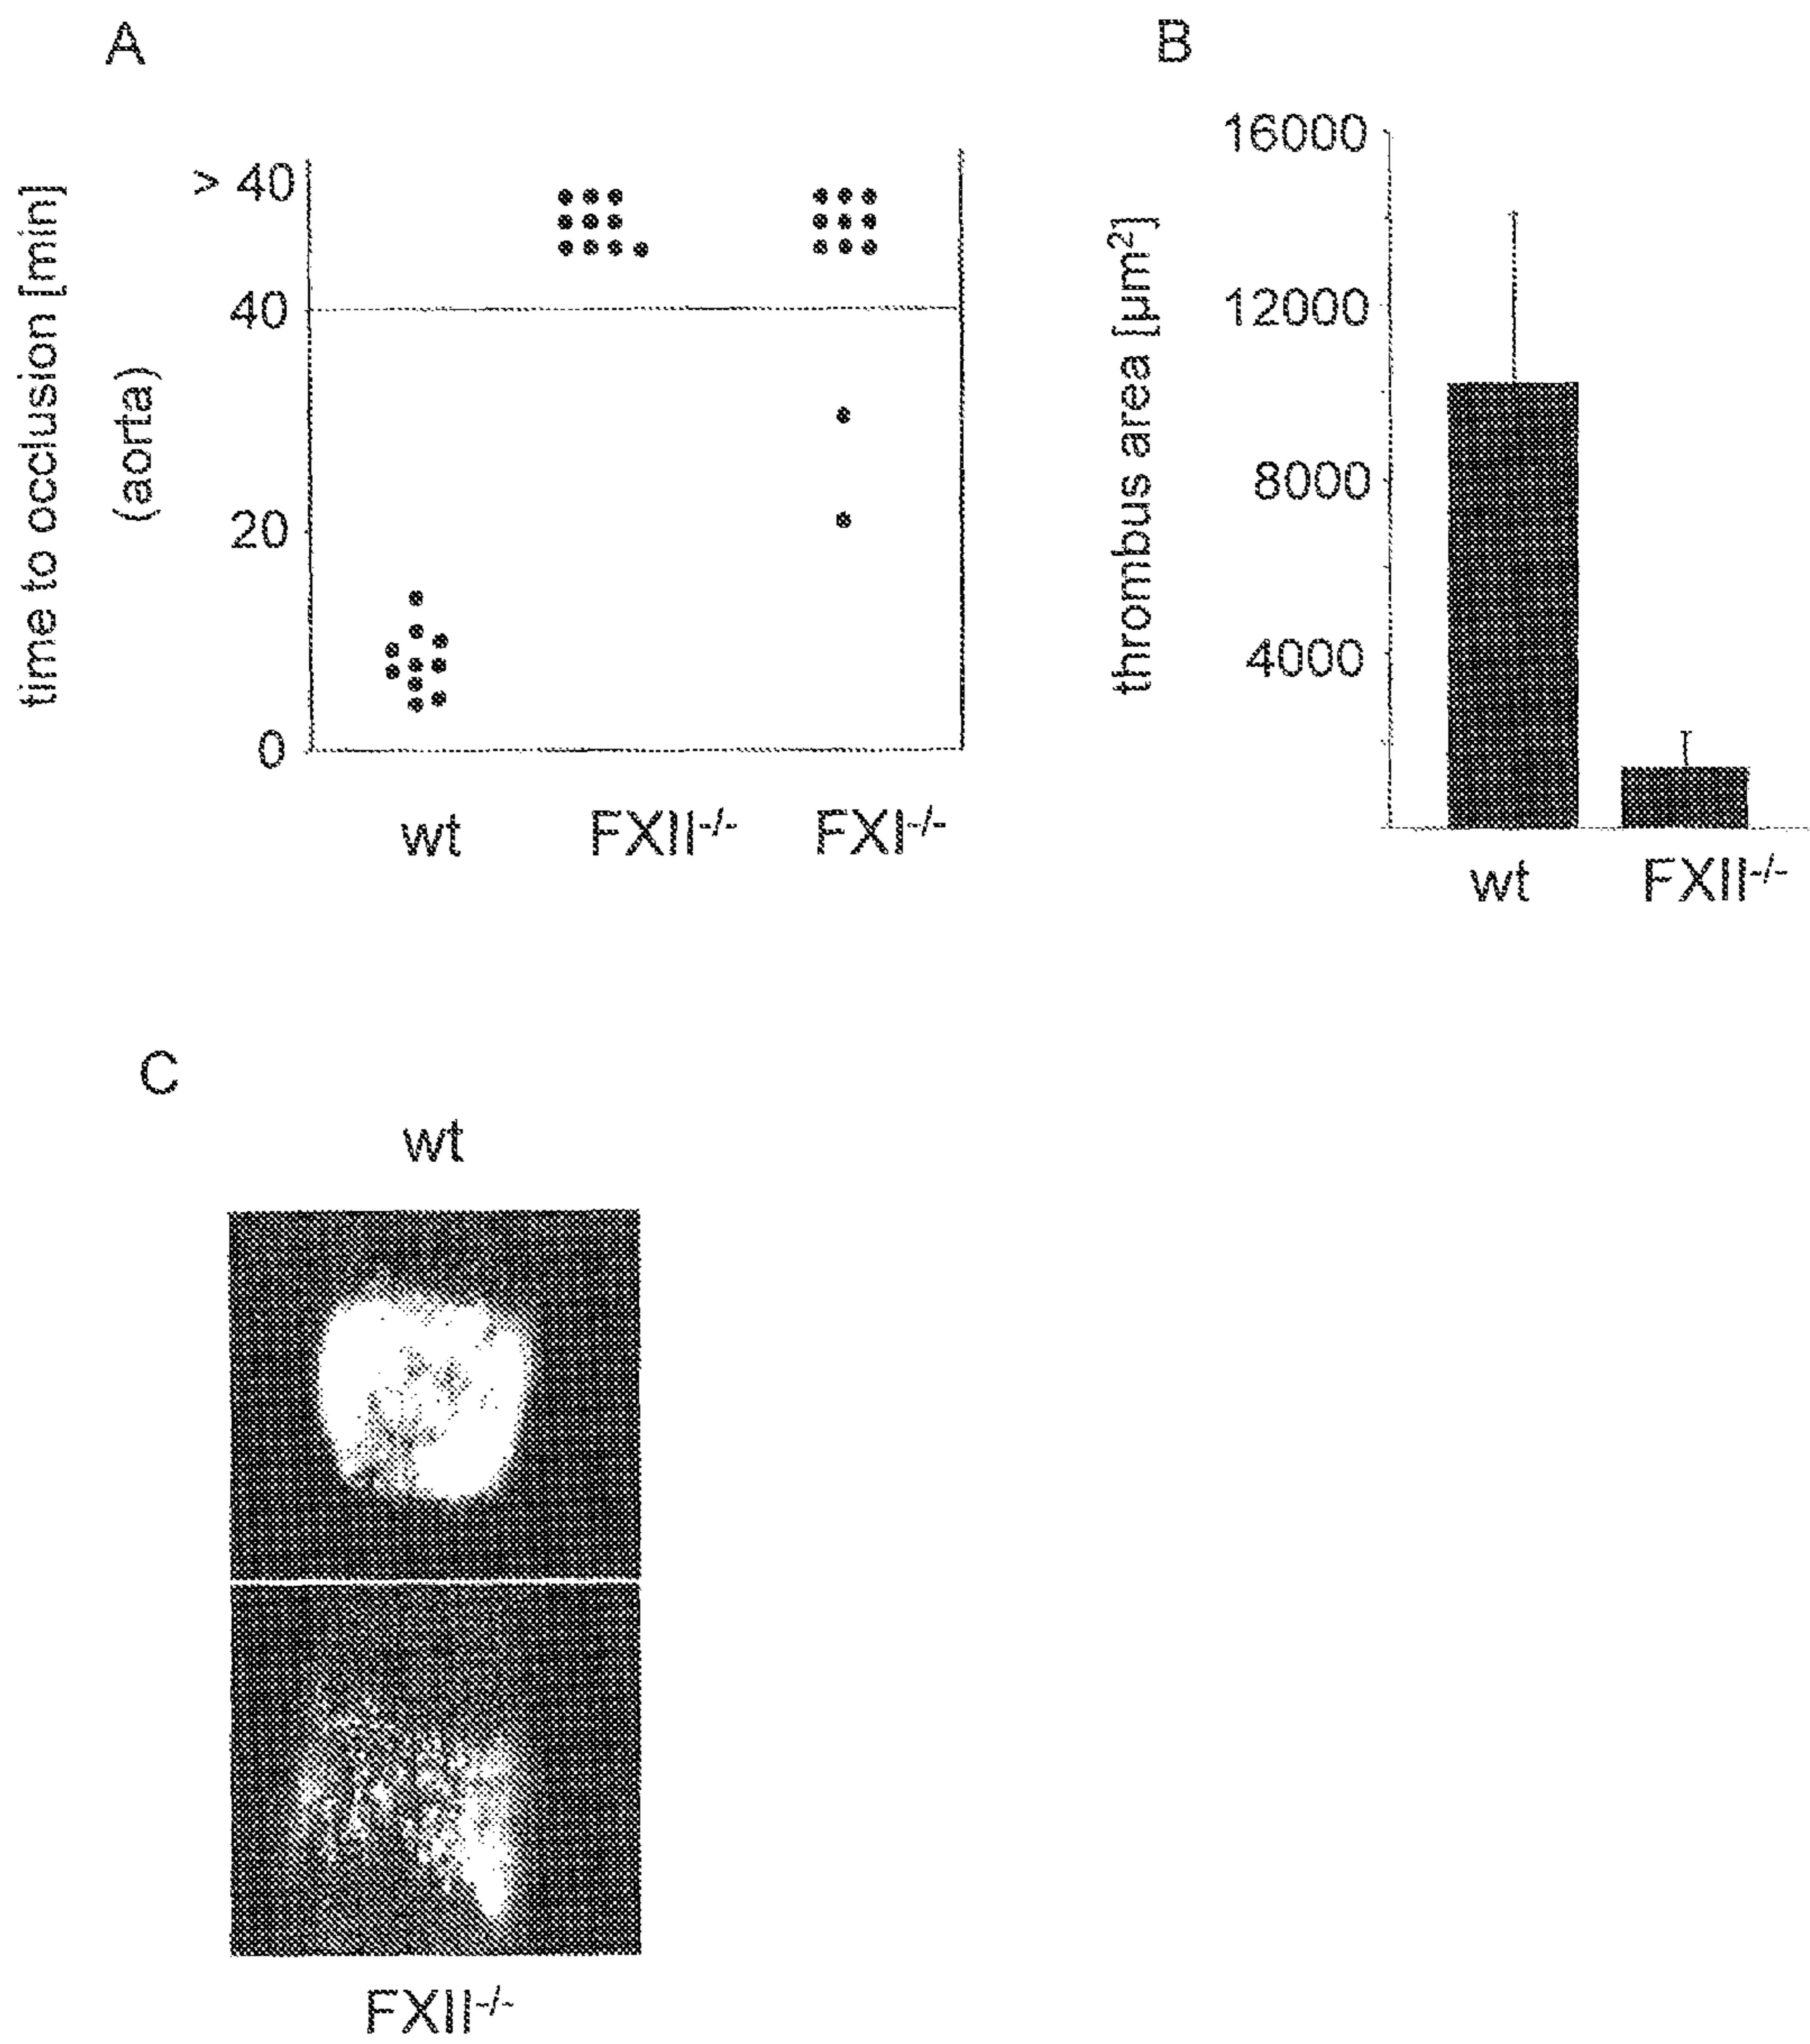 A
time to occlusion [min]
(aorta)
> 40
40
20
0
wt FXII-/- FXI-/-
B
thrombus area [µm²]
16000
12000
8000
4000
wt FXII-/-
C
wt
FXII-/-